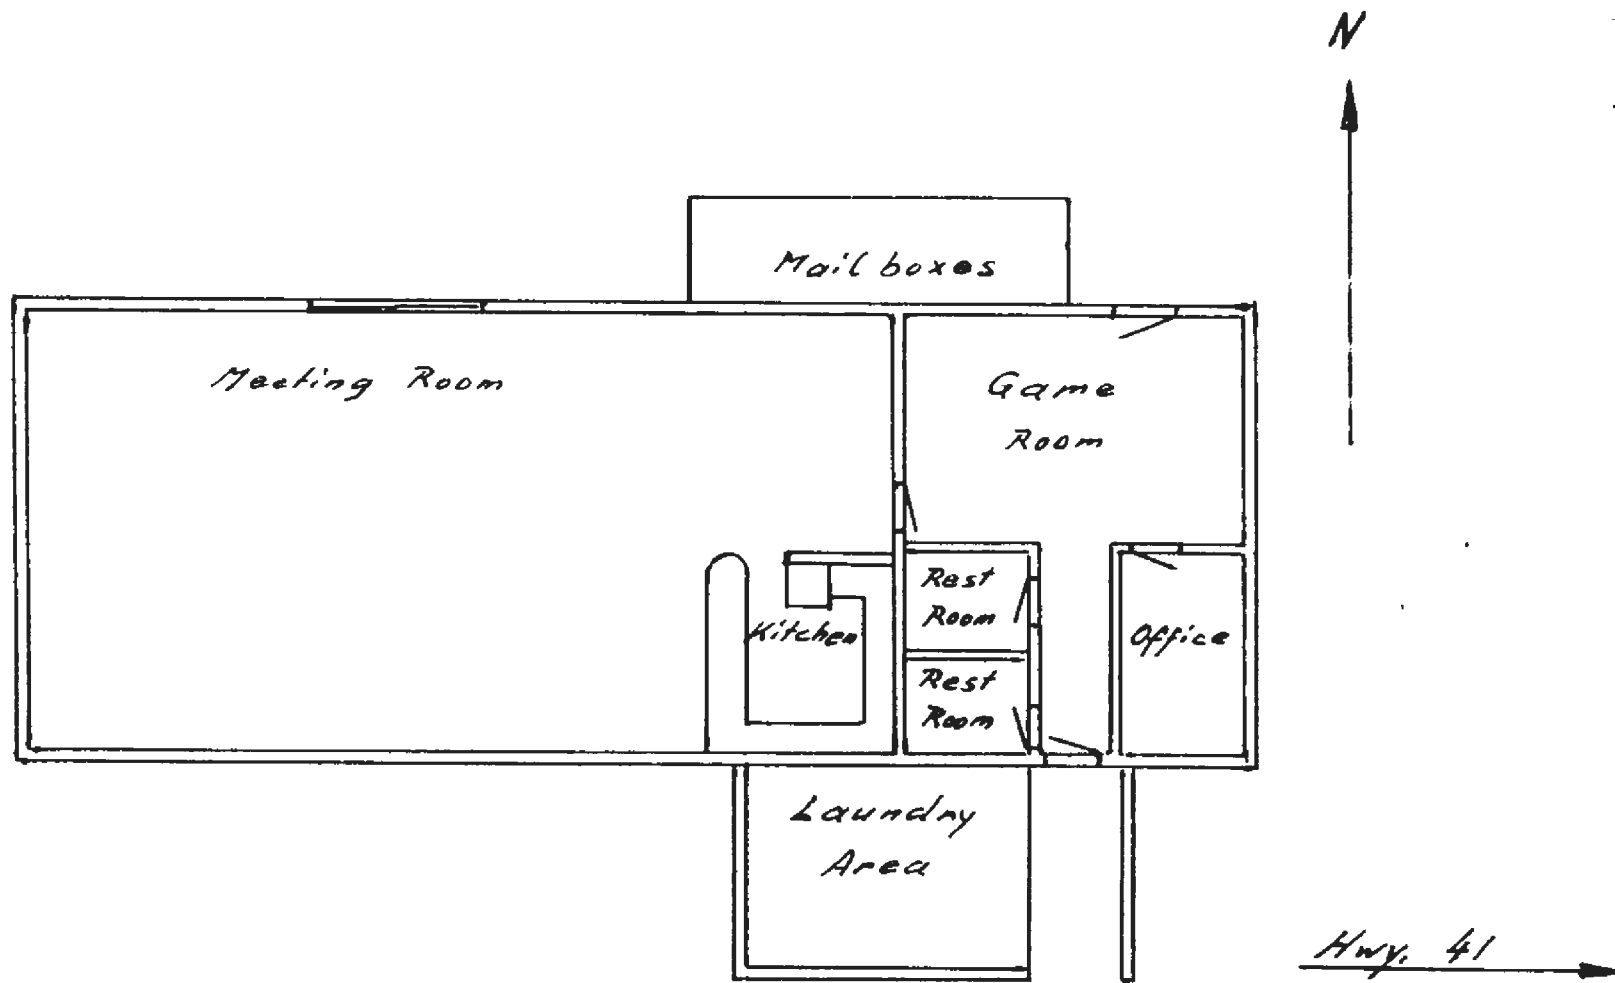 N
Mail boxes
Meeting Room
Game
Room
Rest
Room
Kitchen
Office
Rest
Room
Laundry
Area
Hwy. 41